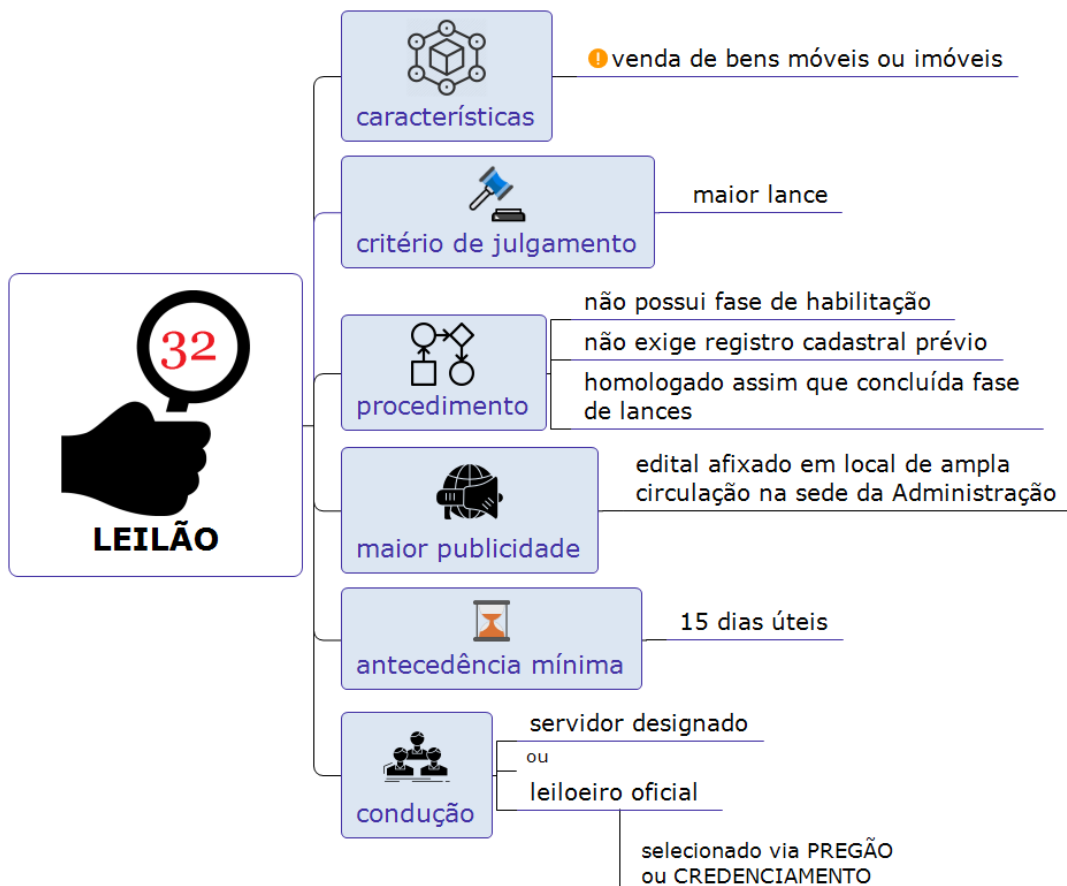 32
LEILÃO
características
venda de bens móveis ou imóveis
critério de julgamento
maior lance
procedimento
não possui fase de habilitação
não exige registro cadastral prévio
homologado assim que concluída fase
de lances
maior publicidade
edital afixado em local de ampla
circulação na sede da Administração
antecedência mínima
15 dias úteis
condução
servidor designado
ou
leiloeiro oficial
selecionado via PREGÃO
ou CREDENCIAMENTO